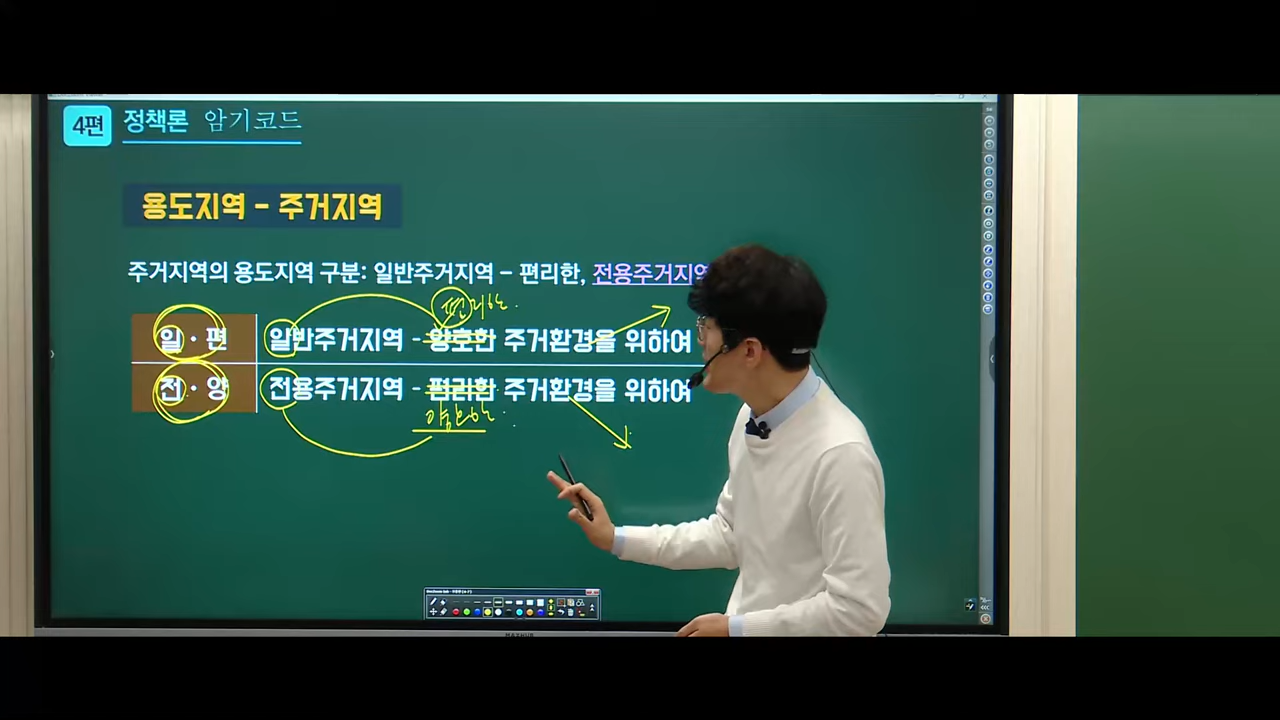 4편 정책론 암기코드
용도지역 - 주거지역
주거지역의 용도지역 구분: 일반주거지역 - 편리한, 전용주거지역
편리한
일·편 일반주거지역 - 양호한 주거환경을 위하여
전·양 전용주거지역 - 편리한 주거환경을 위하여
양호한